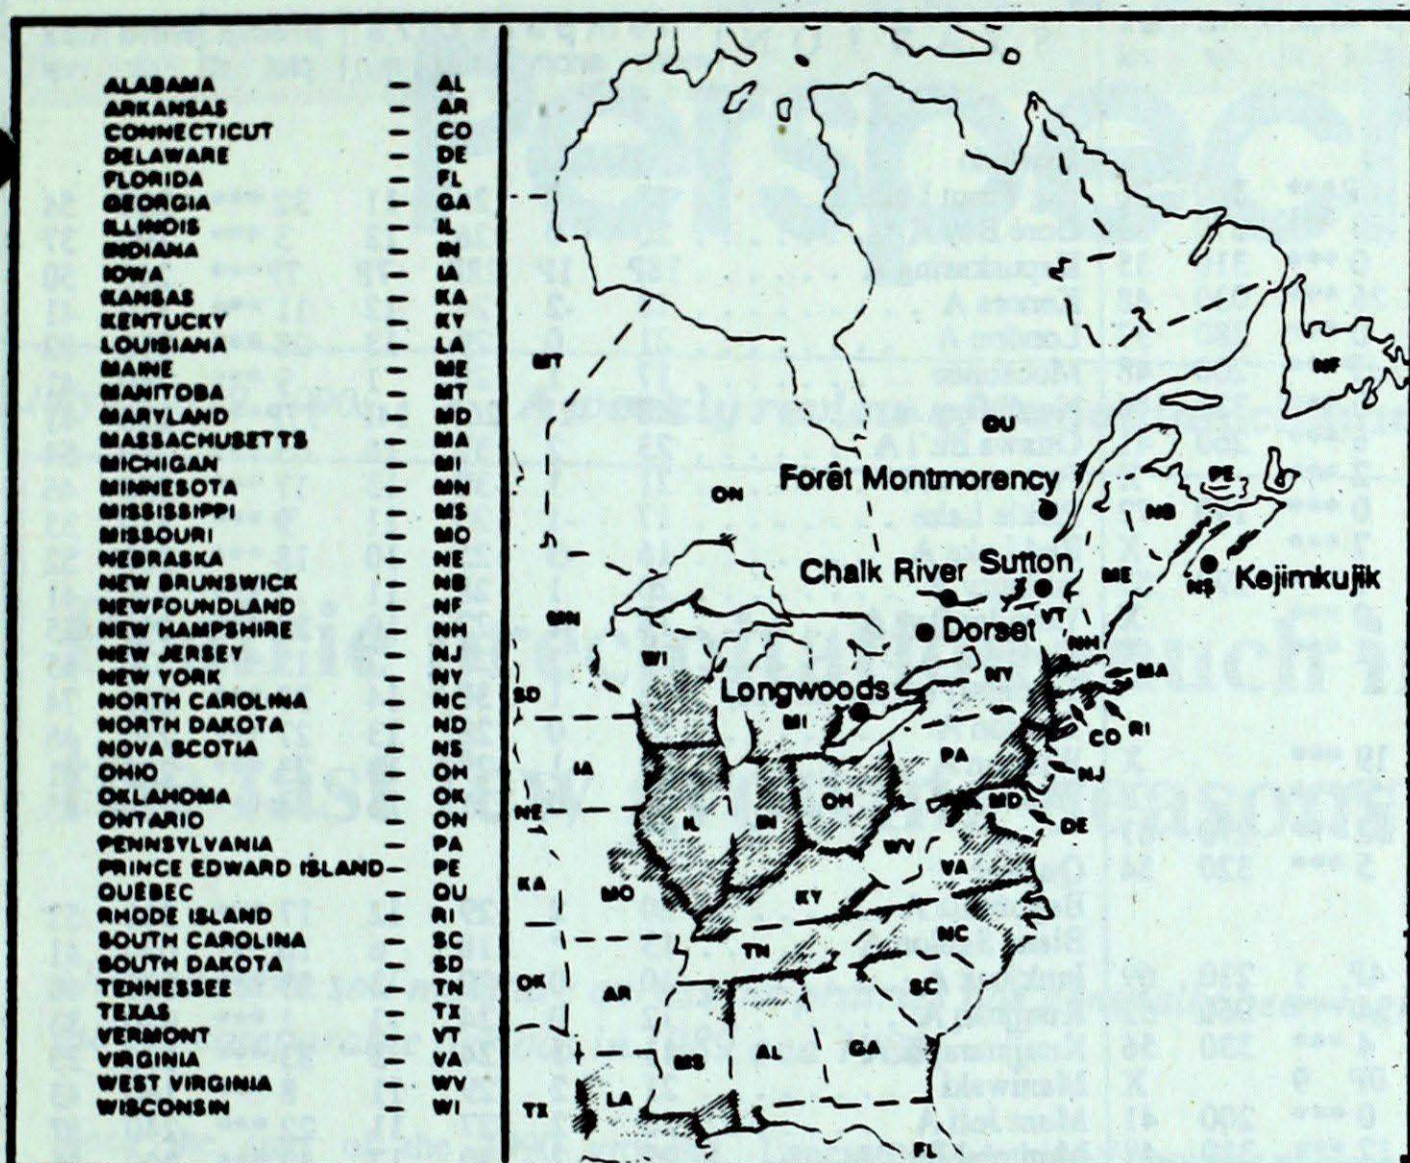 ALABAMA – AL
ARKANSAS – AR
CONNECTICUT – CO
DELAWARE – DE
FLORIDA – FL
GEORGIA – GA
ILLINOIS – IL
INDIANA – IN
IOWA – IA
KANSAS – KA
KENTUCKY – KY
LOUISIANA – LA
MAINE – ME
MANITOBA – MT
MARYLAND – MD
MASSACHUSETTS – MA
MICHIGAN – MI
MINNESOTA – MN
MISSISSIPPI – MS
MISSOURI – MO
NEBRASKA – NE
NEW BRUNSWICK – NB
NEWFOUNDLAND – NF
NEW HAMPSHIRE – NH
NEW JERSEY – NJ
NEW YORK – NY
NORTH CAROLINA – NC
NORTH DAKOTA – ND
NOVA SCOTIA – NS
OHIO – OH
OKLAHOMA – OK
ONTARIO – ON
PENNSYLVANIA – PA
PRINCE EDWARD ISLAND – PE
QUÉBEC – QU
RHODE ISLAND – RI
SOUTH CAROLINA – SC
SOUTH DAKOTA – SD
TENNESSEE – TN
TEXAS – TX
VERMONT – VT
VIRGINIA – VA
WEST VIRGINIA – WV
WISCONSIN – WI
MT
NF
QU
Forêt Montmorency
ON
PE
NB
Chalk River
Sutton
ME
NS
Kejimkujik
MN
VT
Dorset
NH
WI
NY
MA
SD
Longwoods
MI
CO
RI
IA
PA
NJ
NE
IL
IN
OH
MD
DE
WV
VA
KA
MO
KY
TN
NC
OK
AR
SC
MS
AL
GA
TX
LA
FL